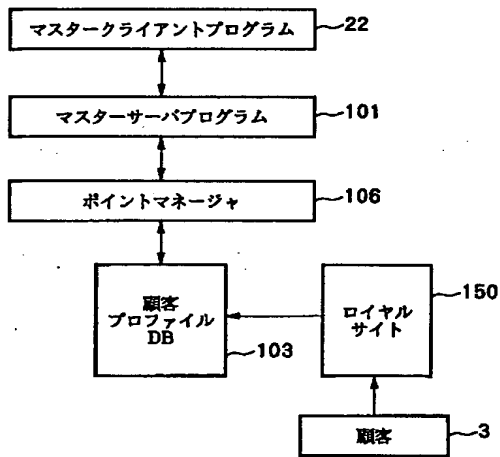 マスタークライアントプログラム
22
マスターサーバプログラム
101
ポイントマネージャ
106
顧客
プロファイル
DB
103
ロイヤル
サイト
150
顧客
3